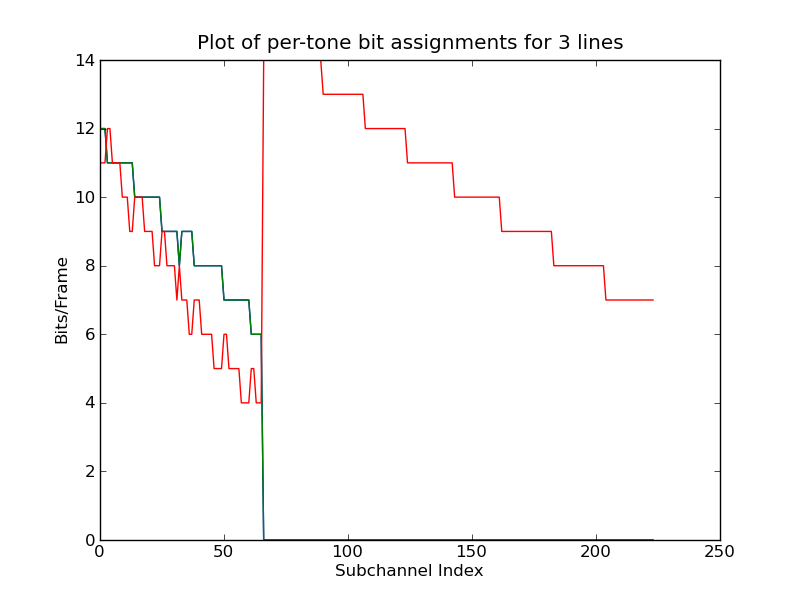 Plot of per-tone bit assignments for 3 lines
14
12
10
8
6
4
2
0
Bits/Frame
0 50 100 150 200 250
Subchannel Index